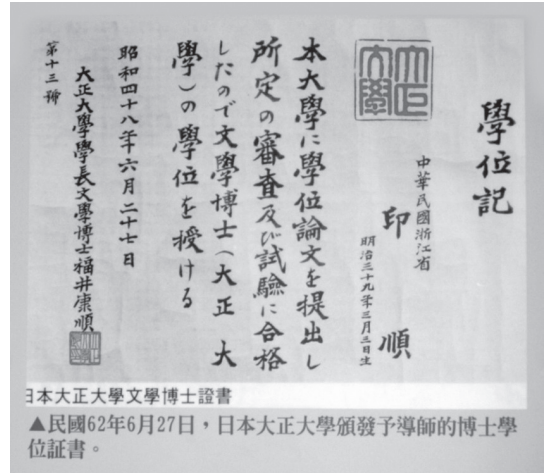 學位記
大正
大學
中華民國浙江省
印順
明治三十九年三月三日生
本大學に學位論文を提出し
所定の審査及び試驗に合格
したので文學博士（大正大
學）の學位を授ける
昭和四十八年六月二十七日
大正大學學長文學博士福井康順
第十三號
日本大正大學文學博士證書
▲民國62年6月27日，日本大正大學頒發予導師的博士學
位証書。